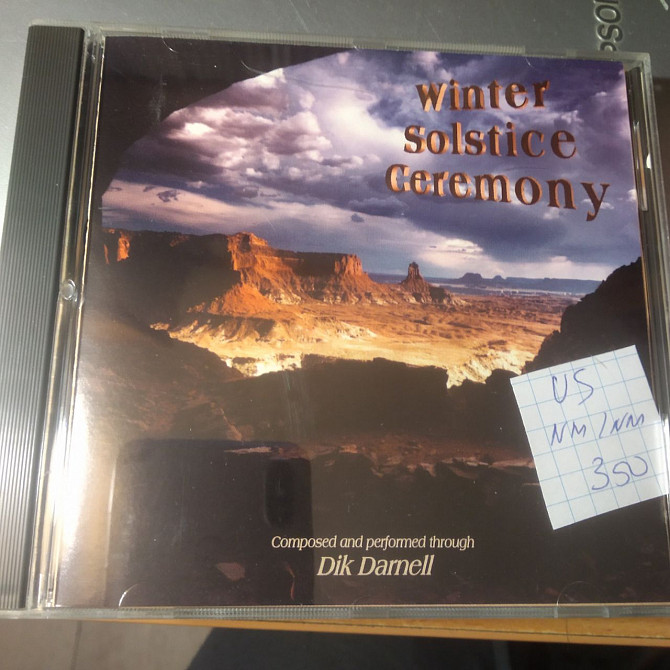 Winter
Solstice
Ceremony
US
NM/NM
350
Composed and performed through
Dik Darnell